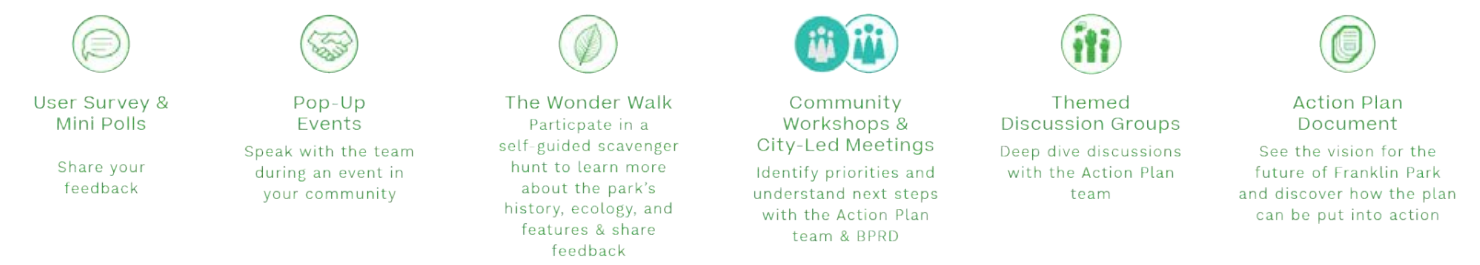 User Survey &
Mini Polls
Share your
feedback
Pop-Up
Events
Speak with the team
during an event in
your community
The Wonder Walk
Particpate in a
self-guided scavenger
hunt to learn more
about the park's
history, ecology, and
features & share
feedback
Community
Workshops &
City-Led Meetings
Identify priorities and
understand next steps
with the Action Plan
team & BPRD
Themed
Discussion Groups
Deep dive discussions
with the Action Plan
team
Action Plan
Document
See the vision for the
future of Franklin Park
and discover how the plan
can be put into action